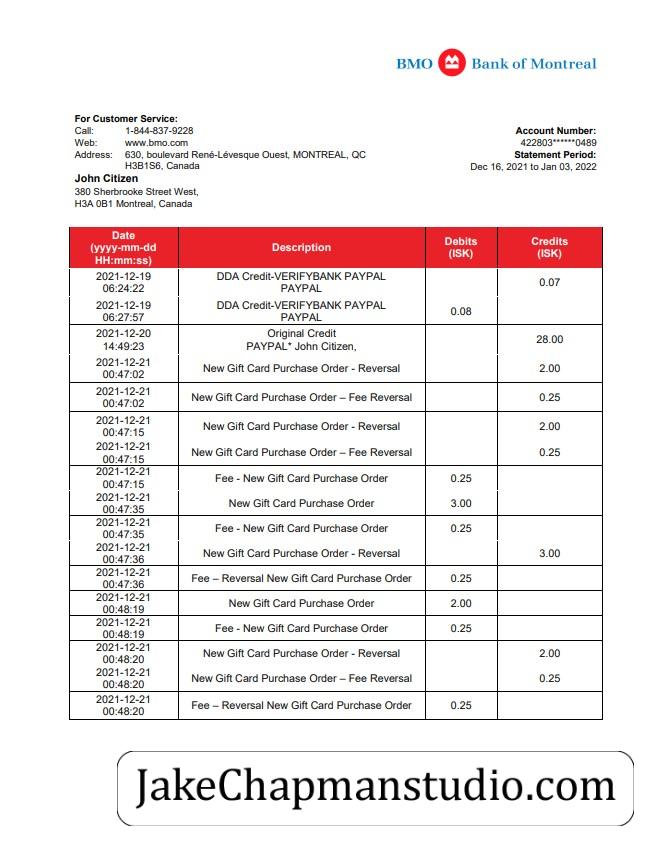 BMO Bank of Montreal
For Customer Service:
Call: 1-844-837-9228
Web: www.bmo.com
Address: 630, boulevard René-Lévesque Ouest, MONTREAL, QC
H3B1S6, Canada
Account Number:
422803******0489
Statement Period:
Dec 16, 2021 to Jan 03, 2022
John Citizen
380 Sherbrooke Street West,
H3A 0B1 Montreal, Canada
Date
(yyyy-mm-dd
HH:mm:ss)
Description
Debits
(ISK)
Credits
(ISK)
2021-12-19
06:24:22
DDA Credit-VERIFYBANK PAYPAL
PAYPAL
0.07
2021-12-19
06:27:57
DDA Credit-VERIFYBANK PAYPAL
PAYPAL
0.08
2021-12-20
14:49:23
Original Credit
PAYPAL* John Citizen,
28.00
2021-12-21
00:47:02
New Gift Card Purchase Order - Reversal
2.00
2021-12-21
00:47:02
New Gift Card Purchase Order – Fee Reversal
0.25
2021-12-21
00:47:15
New Gift Card Purchase Order - Reversal
2.00
2021-12-21
00:47:15
New Gift Card Purchase Order – Fee Reversal
0.25
2021-12-21
00:47:15
Fee - New Gift Card Purchase Order
0.25
2021-12-21
00:47:35
New Gift Card Purchase Order
3.00
2021-12-21
00:47:35
Fee - New Gift Card Purchase Order
0.25
2021-12-21
00:47:36
New Gift Card Purchase Order - Reversal
3.00
2021-12-21
00:47:36
Fee – Reversal New Gift Card Purchase Order
0.25
2021-12-21
00:48:19
New Gift Card Purchase Order
2.00
2021-12-21
00:48:19
Fee - New Gift Card Purchase Order
0.25
2021-12-21
00:48:20
New Gift Card Purchase Order - Reversal
2.00
2021-12-21
00:48:20
New Gift Card Purchase Order – Fee Reversal
0.25
2021-12-21
00:48:20
Fee – Reversal New Gift Card Purchase Order
0.25
JakeChapmanstudio.com